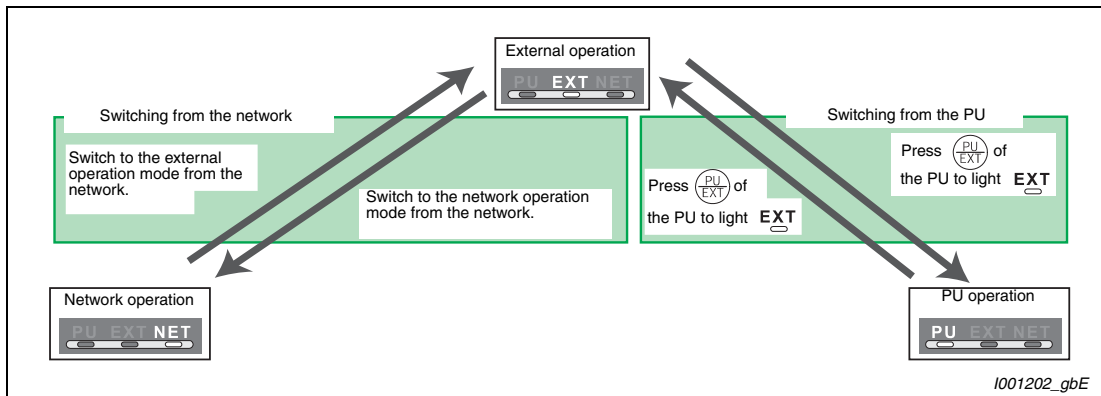 External operation
PU EXT NET
Switching from the network
Switching from the PU
Switch to the external
operation mode from the
network.
Switch to the network operation
mode from the network.
Press PU/EXT of
the PU to light EXT
Press PU/EXT of
the PU to light EXT
Network operation
PU EXT NET
PU operation
PU EXT NET
I001202_gbE